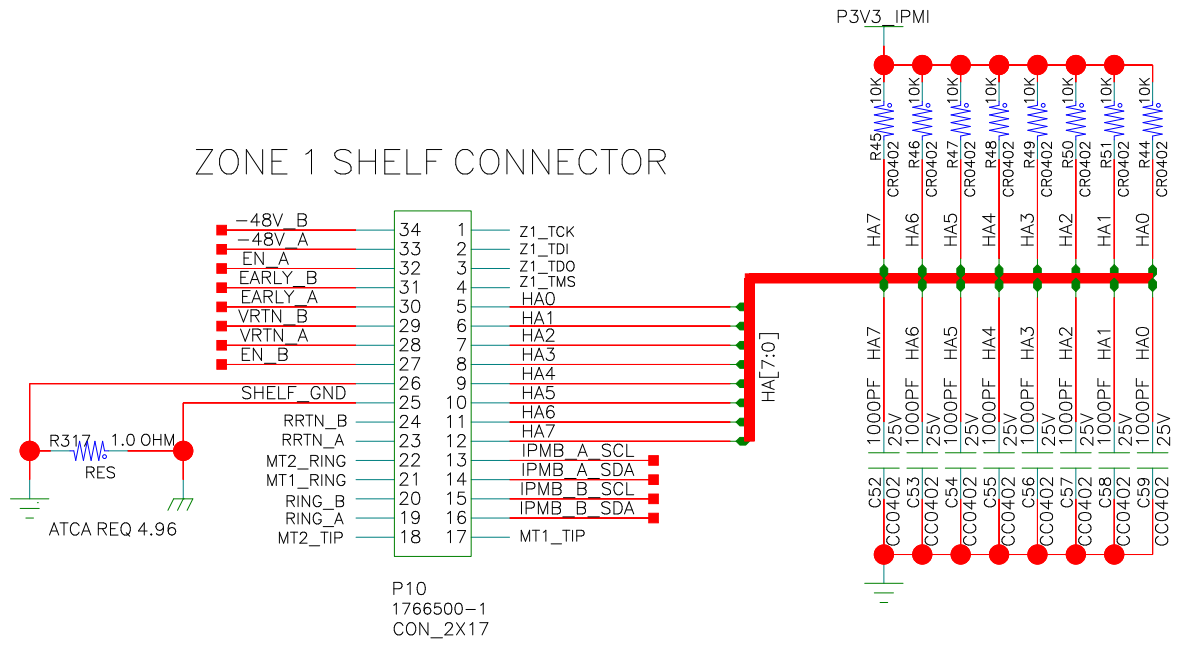 P3V3_IPMI
10K 10K 10K 10K 10K 10K 10K 10K
R45 R46 R47 R48 R49 R50 R51 R44
CR0402 CR0402 CR0402 CR0402 CR0402 CR0402 CR0402 CR0402
HA7 HA6 HA5 HA4 HA3 HA2 HA1 HA0
ZONE 1 SHELF CONNECTOR
-48V_B 34 1 Z1_TCK
-48V_A 33 2 Z1_TDI
EN_A 32 3 Z1_TDO
EARLY_B 31 4 Z1_TMS
EARLY_A 30 5 HA0
VRTN_B 29 6 HA1
VRTN_A 28 7 HA2
EN_B 27 8 HA3
26 9 HA4
SHELF_GND 25 10 HA5
RRTN_B 24 11 HA6
RRTN_A 23 12 HA7
MT2_RING 22 13 IPMB_A_SCL
MT1_RING 21 14 IPMB_A_SDA
RING_B 20 15 IPMB_B_SCL
RING_A 19 16 IPMB_B_SDA
MT2_TIP 18 17 MT1_TIP
HA[7:0]
R317 1.0 OHM
RES
ATCA REQ 4.96
P10
1766500-1
CON_2X17
HA7 HA6 HA5 HA4 HA3 HA2 HA1 HA0
1000PF 1000PF 1000PF 1000PF 1000PF 1000PF 1000PF 1000PF
25V 25V 25V 25V 25V 25V 25V 25V
C52 C53 C54 C55 C56 C57 C58 C59
CC0402 CC0402 CC0402 CC0402 CC0402 CC0402 CC0402 CC0402